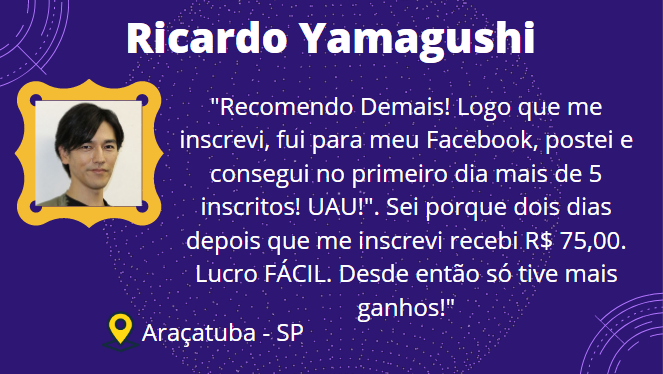 Ricardo Yamagushi
"Recomendo Demais! Logo que me
inscrevi, fui para meu Facebook, postei e
consegui no primeiro dia mais de 5
inscritos! UAU!". Sei porque dois dias
depois que me inscrevi recebi R$ 75,00.
Lucro FÁCIL. Desde então só tive mais
ganhos!"
Araçatuba - SP